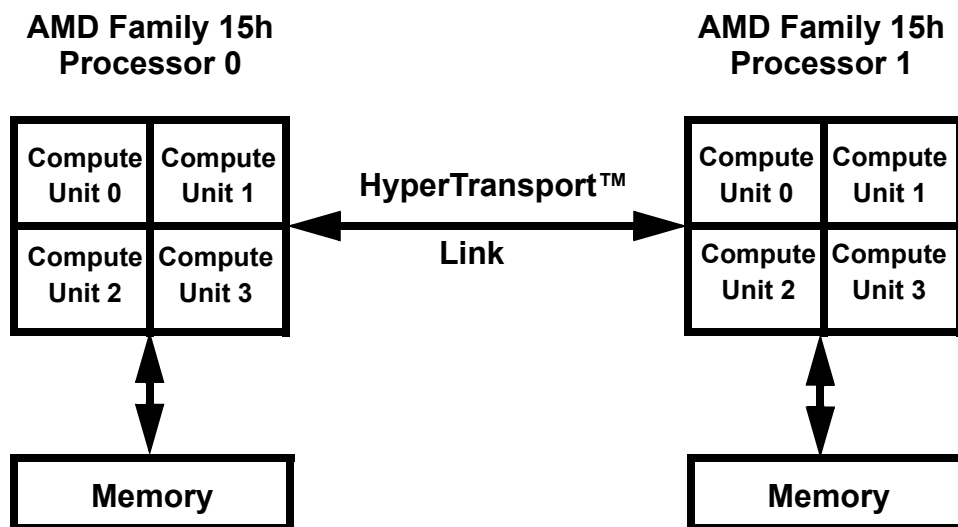 AMD Family 15h
Processor 0
AMD Family 15h
Processor 1
Compute
Unit 0
Compute
Unit 1
Compute
Unit 2
Compute
Unit 3
HyperTransport™
Link
Compute
Unit 0
Compute
Unit 1
Compute
Unit 2
Compute
Unit 3
Memory
Memory